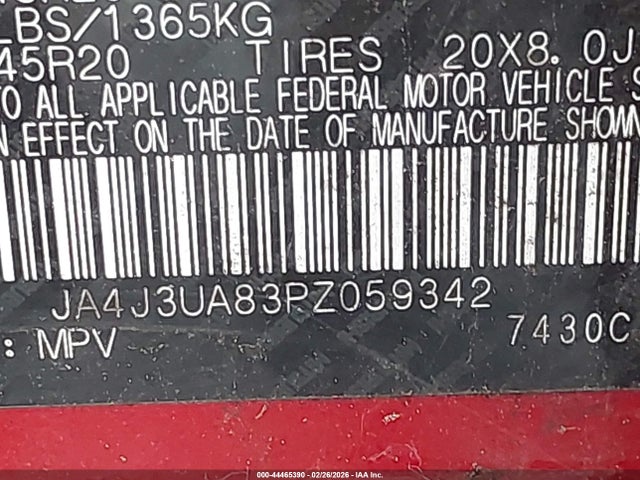 LBS/1365KG
45R20 TIRES 20X8.0J
TO ALL APPLICABLE FEDERAL MOTOR VEHICLE S
N EFFECT ON THE DATE OF MANUFACTURE SHOWN
JA4J3UA83PZ059342
: MPV 7430C
000-44465390 - 02/26/2026 - IAA Inc.